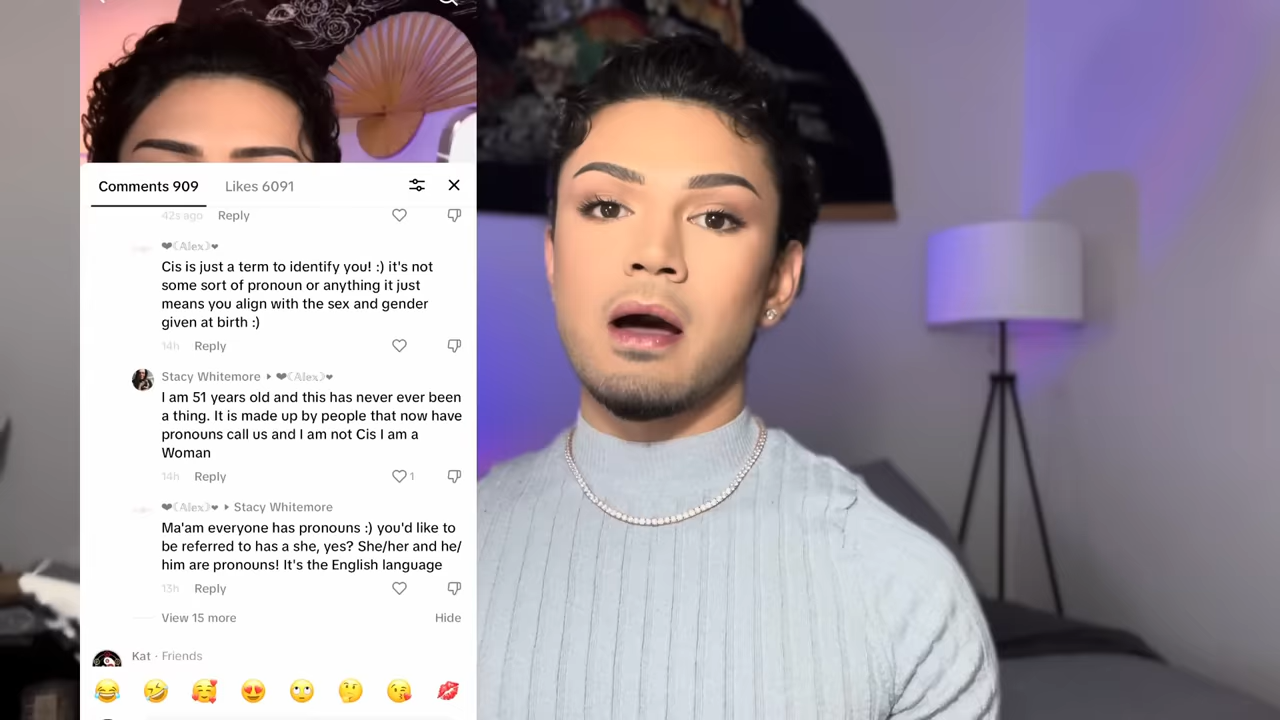 Comments 909
Likes 6091
42s ago
Reply
❤☾Alex☽❤
Cis is just a term to identify you! :) it's not
some sort of pronoun or anything it just
means you align with the sex and gender
given at birth :)
14h
Reply
Stacy Whitemore ▸ ❤☾Alex☽❤
I am 51 years old and this has never ever been
a thing. It is made up by people that now have
pronouns call us and I am not Cis I am a
Woman
14h
Reply
1
❤☾Alex☽❤ ▸ Stacy Whitemore
Ma'am everyone has pronouns :) you'd like to
be referred to has a she, yes? She/her and he/
him are pronouns! It's the English language
13h
Reply
View 15 more
Hide
Kat · Friends